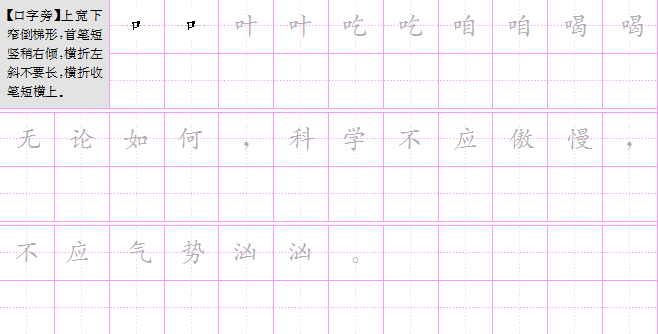 【口字旁】上宽下
窄倒梯形,首笔短
竖稍右倾,横折左
斜不要长,横折收
笔短横上。
口 口 叶 叶 吃 吃 咱 咱 喝 喝
无 论 如 何 , 科 学 不 应 傲 慢 ,
不 应 气 势 汹 汹 。